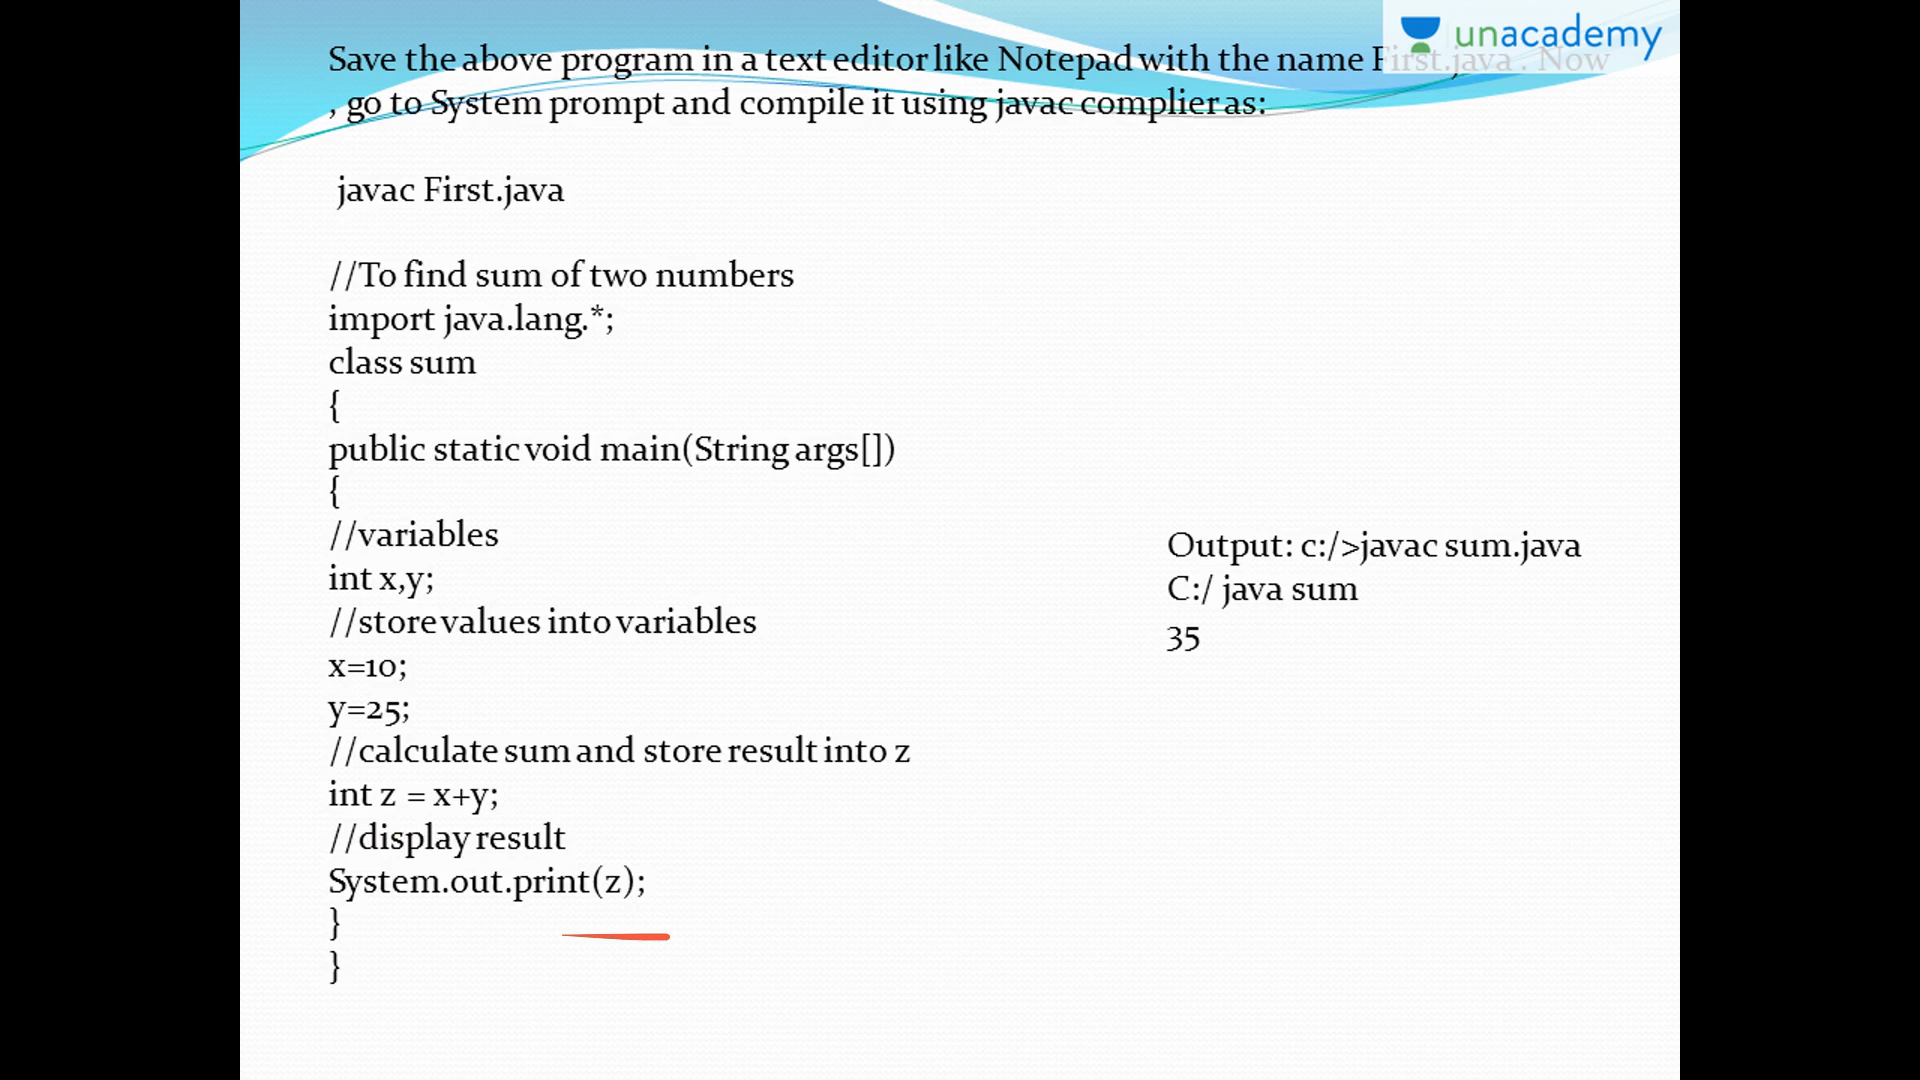 unacademy
Save the above program in a text editor like Notepad with the name First.java . Now
, go to System prompt and compile it using javac complier as:
javac First.java
//To find sum of two numbers
import java.lang.*;
class sum
{
public static void main(String args[])
{
//variables
int x,y;
//store values into variables
x=10;
y=25;
//calculate sum and store result into z
int z = x+y;
//display result
System.out.print(z);
}
}
Output: c:/>javac sum.java
C:/ java sum
35